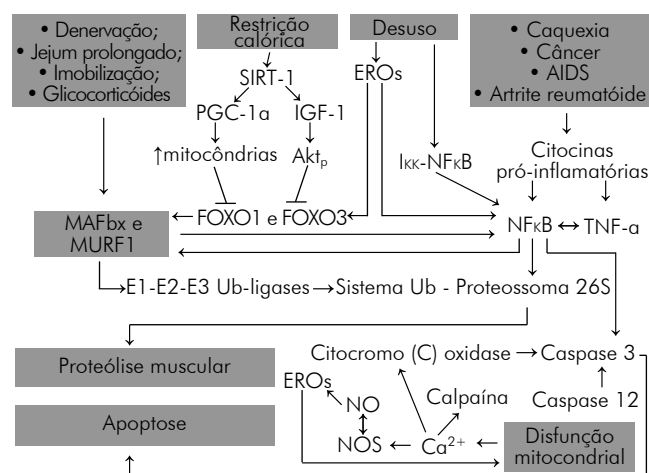 • Denervação;
• Jejum prolongado;
• Imobilização;
• Glicocorticóides
Restrição
calórica
Desuso
• Caquexia
• Câncer
• AIDS
• Artrite reumatóide
SIRT-1
EROs
PGC-1a
IGF-1
↑mitocôndrias
Aktp
IKK-NFκB
Citocinas
pró-inflamatórias
MAFbx e
MURF1
FOXO1 e FOXO3
NFκB ↔ TNF-a
E1-E2-E3 Ub-ligases → Sistema Ub - Proteossoma 26S
Proteólise muscular
Citocromo (C) oxidase → Caspase 3
EROs
NO
Calpaína
Caspase 12
Apoptose
NOS ← Ca2+
Disfunção
mitocondrial